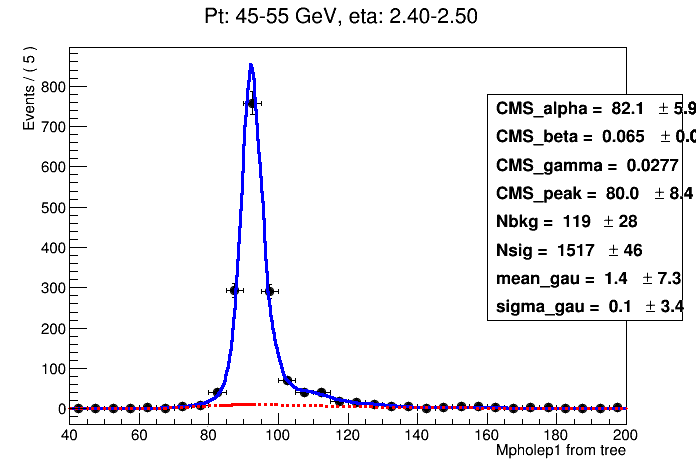 Pt: 45-55 GeV, eta: 2.40-2.50
Events / ( 5 )
800
700
600
500
400
300
200
100
0
CMS_alpha = 82.1 ± 5.9
CMS_beta = 0.065 ± 0.0
CMS_gamma = 0.0277
CMS_peak = 80.0 ± 8.4
Nbkg = 119 ± 28
Nsig = 1517 ± 46
mean_gau = 1.4 ± 7.3
sigma_gau = 0.1 ± 3.4
40 60 80 100 120 140 160 180 200
Mpholep1 from tree